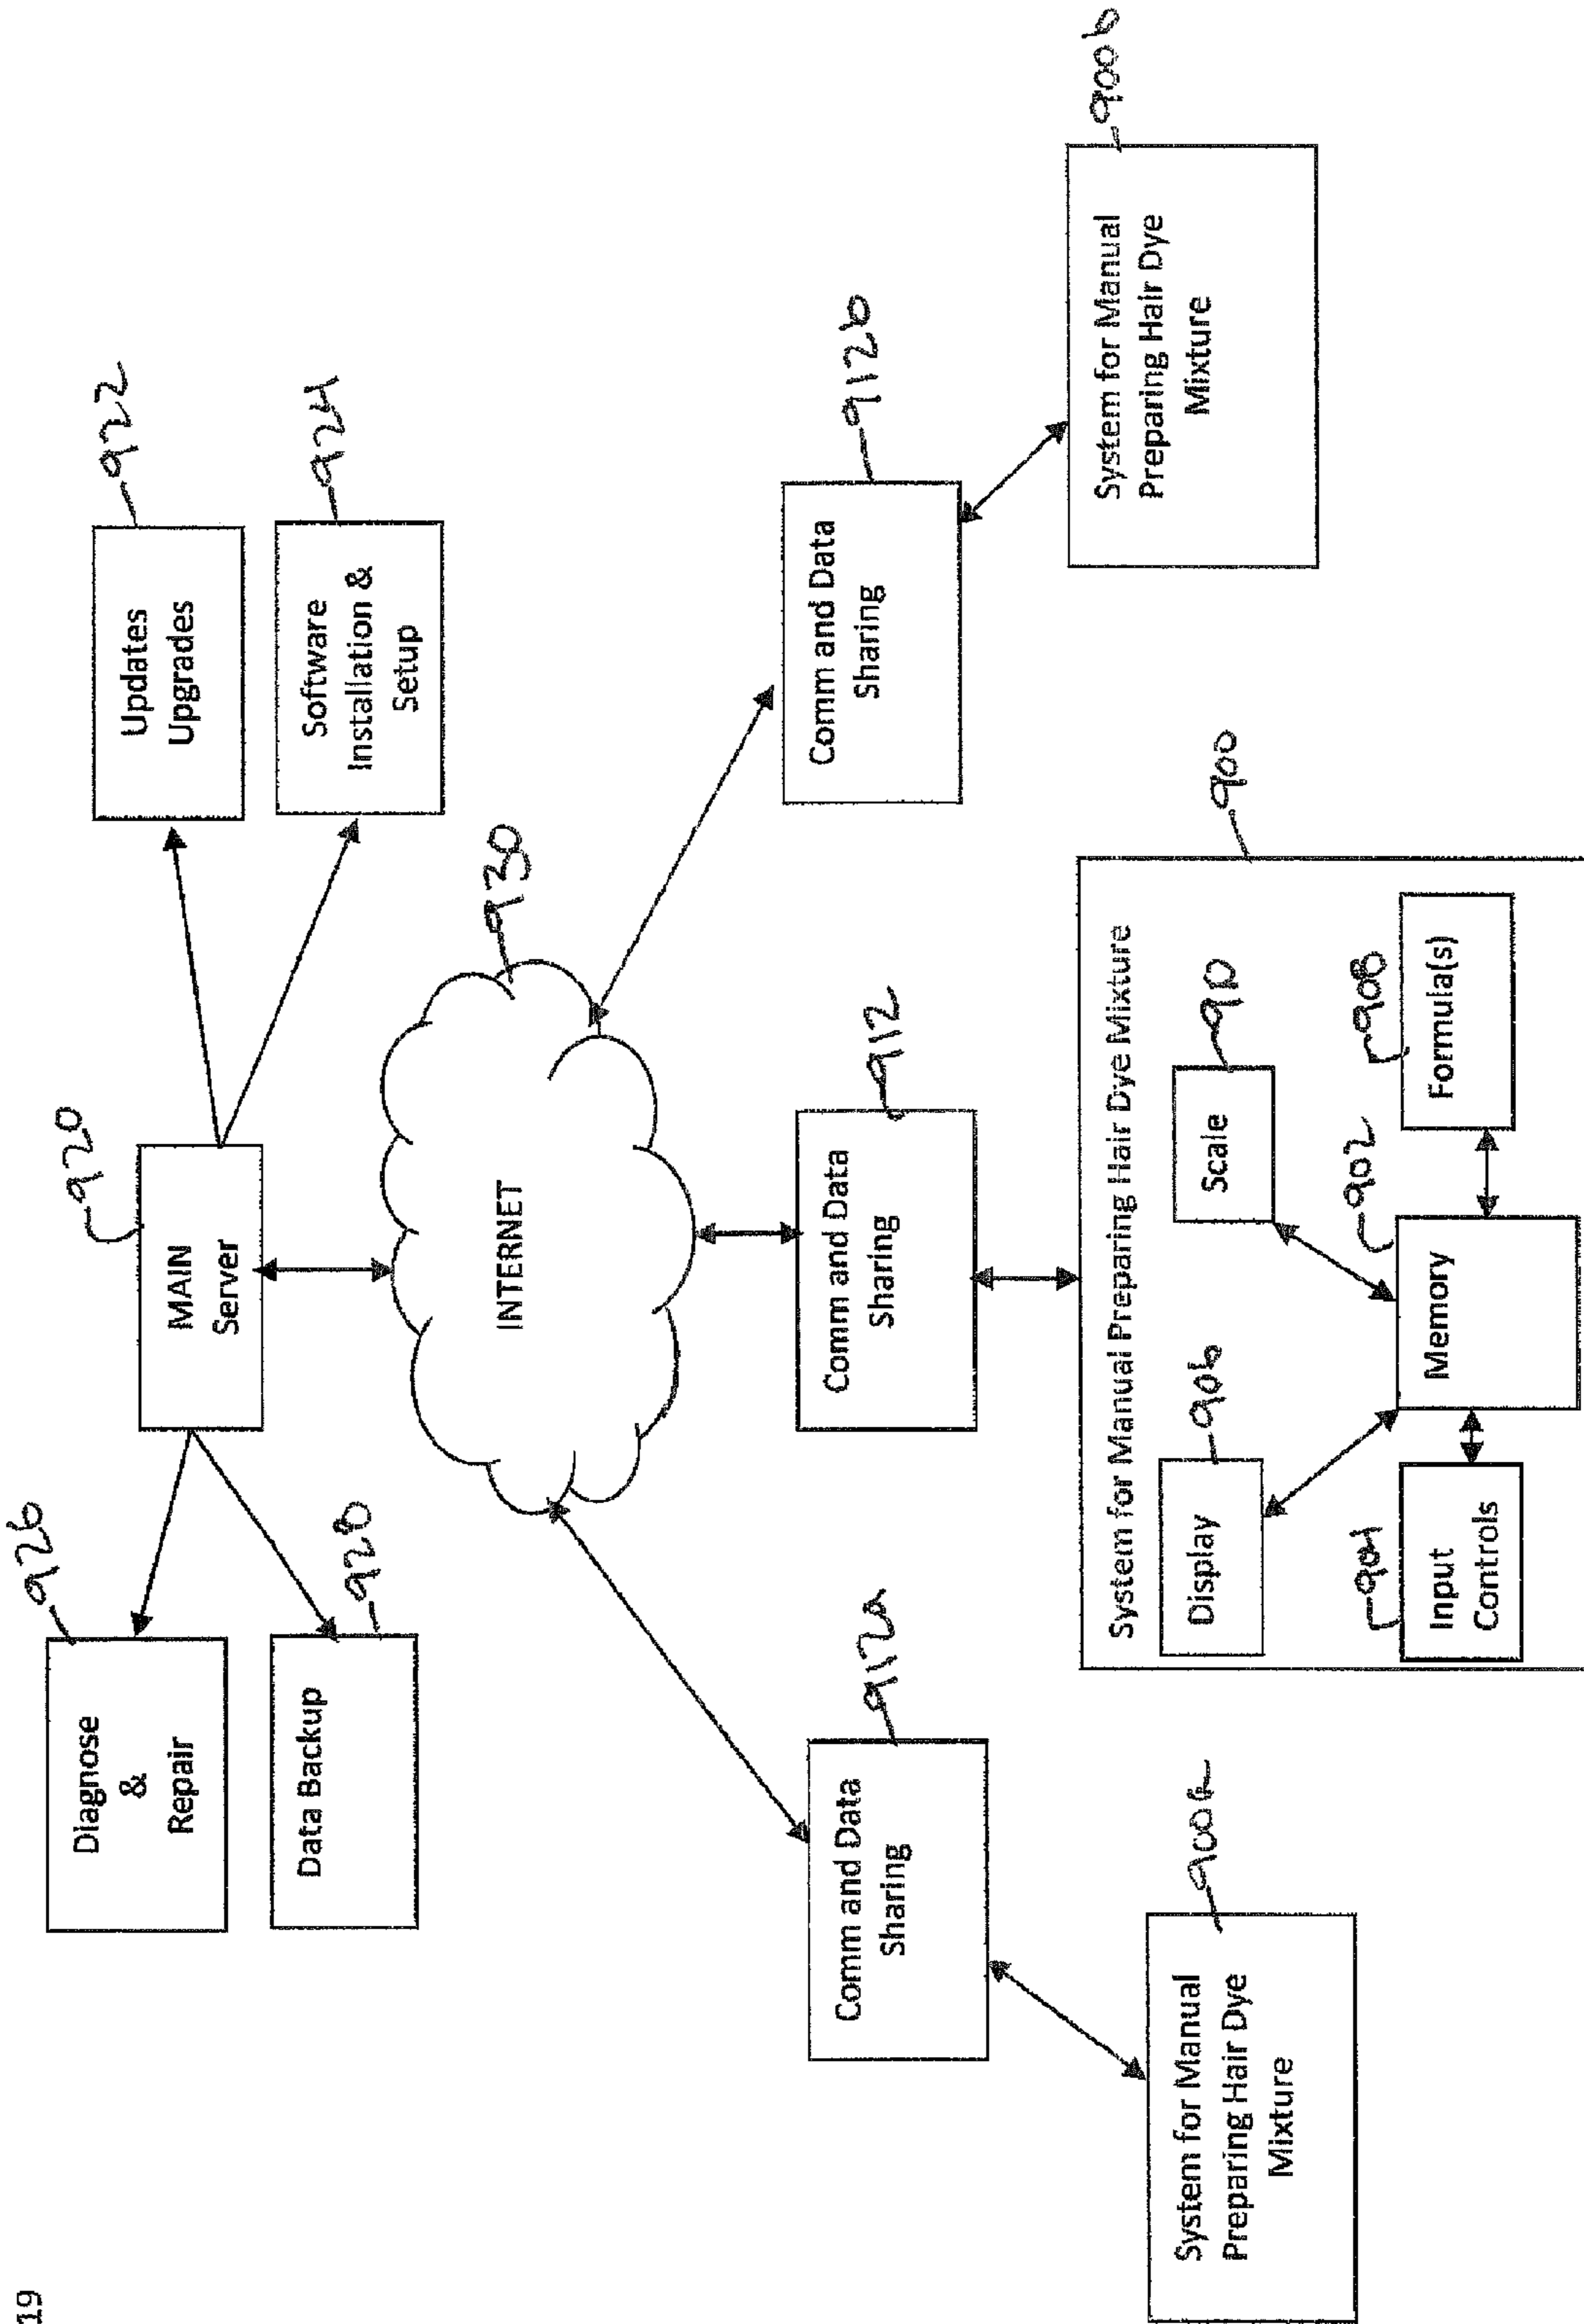 19
926
Diagnose
&
Repair
Data Backup
928
920
MAIN
Server
Updates
Upgrades
922
Software
Installation &
Setup
924
INTERNET
930
Comm and Data
Sharing
912a
Comm and Data
Sharing
912
Comm and Data
Sharing
912b
System for Manual
Preparing Hair Dye
Mixture
900a
System for Manual Preparing Hair Dye Mixture
900
Display
906
Scale
910
904
Input
Controls
Memory
902
908
Formula(s)
System for Manual
Preparing Hair Dye
Mixture
900b